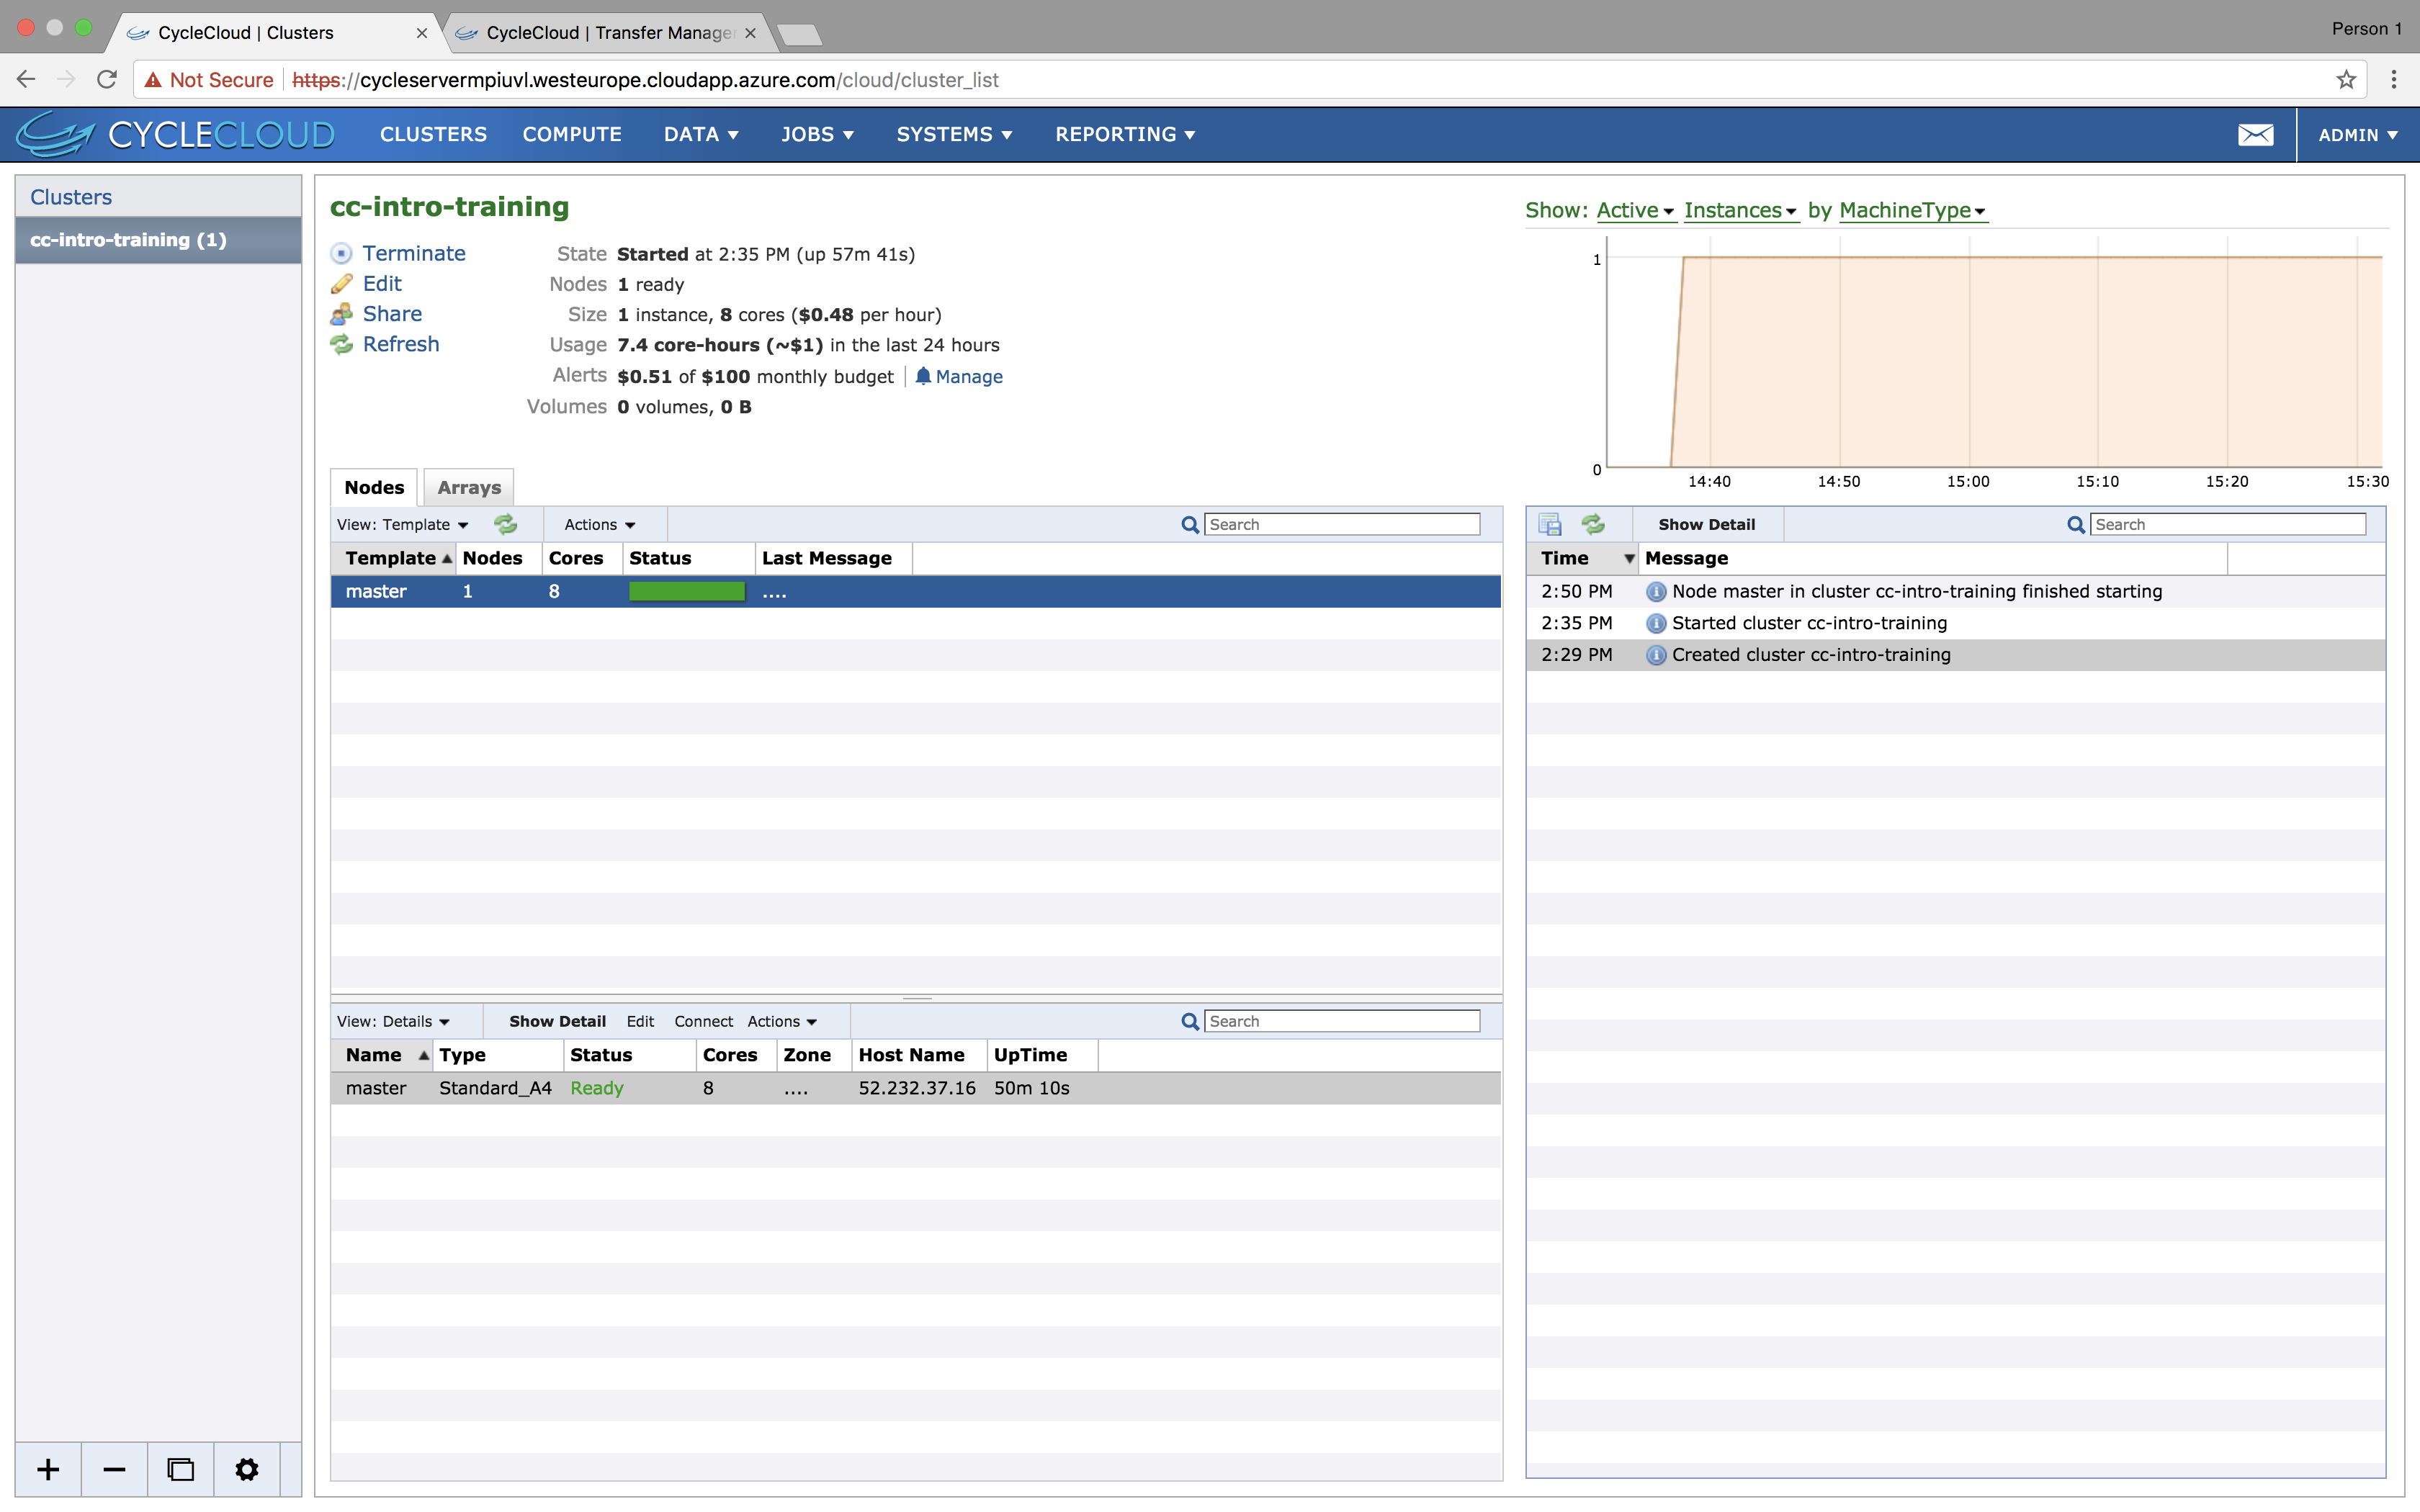 CycleCloud | Clusters
CycleCloud | Transfer Manage
Person 1
Not Secure
https://cycleservermpiuvl.westeurope.cloudapp.azure.com/cloud/cluster_list
CYCLECLOUD
CLUSTERS COMPUTE DATA JOBS SYSTEMS REPORTING
ADMIN
Clusters
cc-intro-training (1)
cc-intro-training
Terminate
Edit
Share
Refresh
State Started at 2:35 PM (up 57m 41s)
Nodes 1 ready
Size 1 instance, 8 cores ($0.48 per hour)
Usage 7.4 core-hours (~$1) in the last 24 hours
Alerts $0.51 of $100 monthly budget | Manage
Volumes 0 volumes, 0 B
Show: Active Instances by MachineType
1
0
14:40 14:50 15:00 15:10 15:20 15:30
Nodes Arrays
View: Template Actions Search
Template Nodes Cores Status Last Message
master 1 8 ....
Show Detail Search
Time Message
2:50 PM Node master in cluster cc-intro-training finished starting
2:35 PM Started cluster cc-intro-training
2:29 PM Created cluster cc-intro-training
View: Details Show Detail Edit Connect Actions Search
Name Type Status Cores Zone Host Name UpTime
master Standard_A4 Ready 8 .... 52.232.37.16 50m 10s